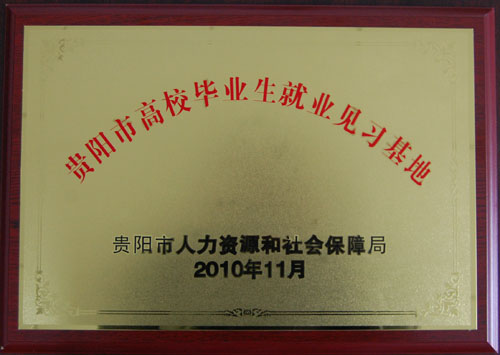 贵阳市高校毕业生就业见习基地
贵阳市人力资源和社会保障局
2010年11月